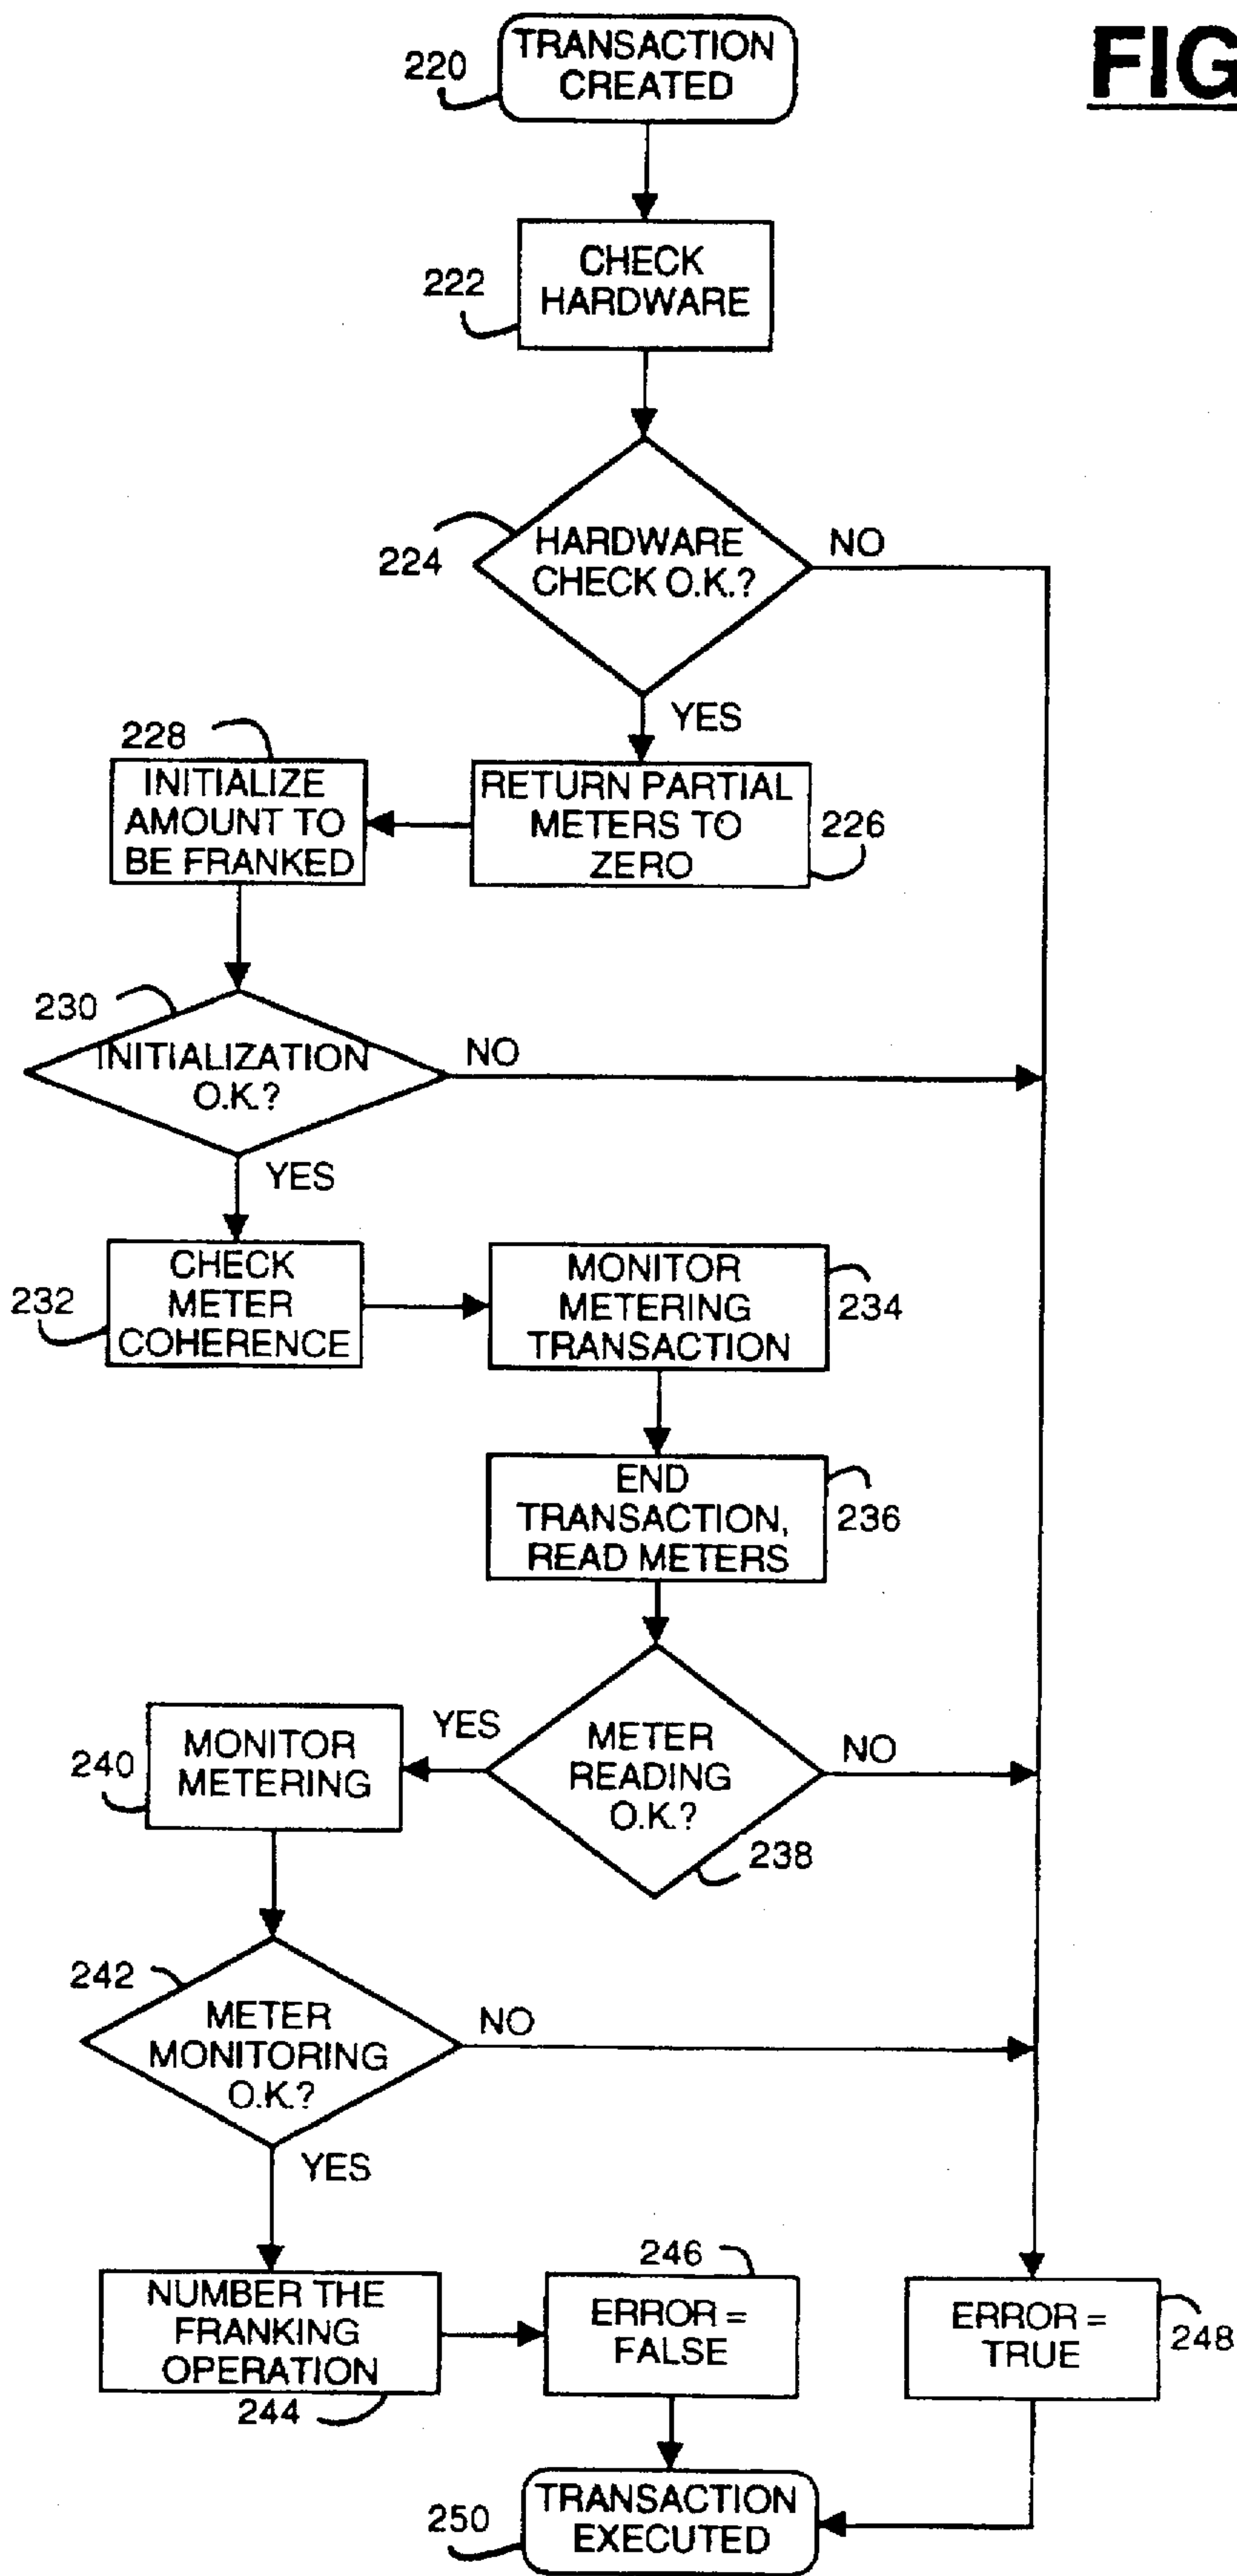 FIG
TRANSACTION
CREATED
220
CHECK
HARDWARE
222
HARDWARE
CHECK O.K.?
224
NO
YES
228
INITIALIZE
AMOUNT TO
BE FRANKED
RETURN PARTIAL
METERS TO
ZERO
226
230
INITIALIZATION
O.K.?
NO
YES
232
CHECK
METER
COHERENCE
MONITOR
METERING
TRANSACTION
234
END
TRANSACTION,
READ METERS
236
240
MONITOR
METERING
YES
METER
READING
O.K.?
NO
238
242
METER
MONITORING
O.K.?
NO
YES
NUMBER THE
FRANKING
OPERATION
244
246
ERROR =
FALSE
ERROR =
TRUE
248
250
TRANSACTION
EXECUTED